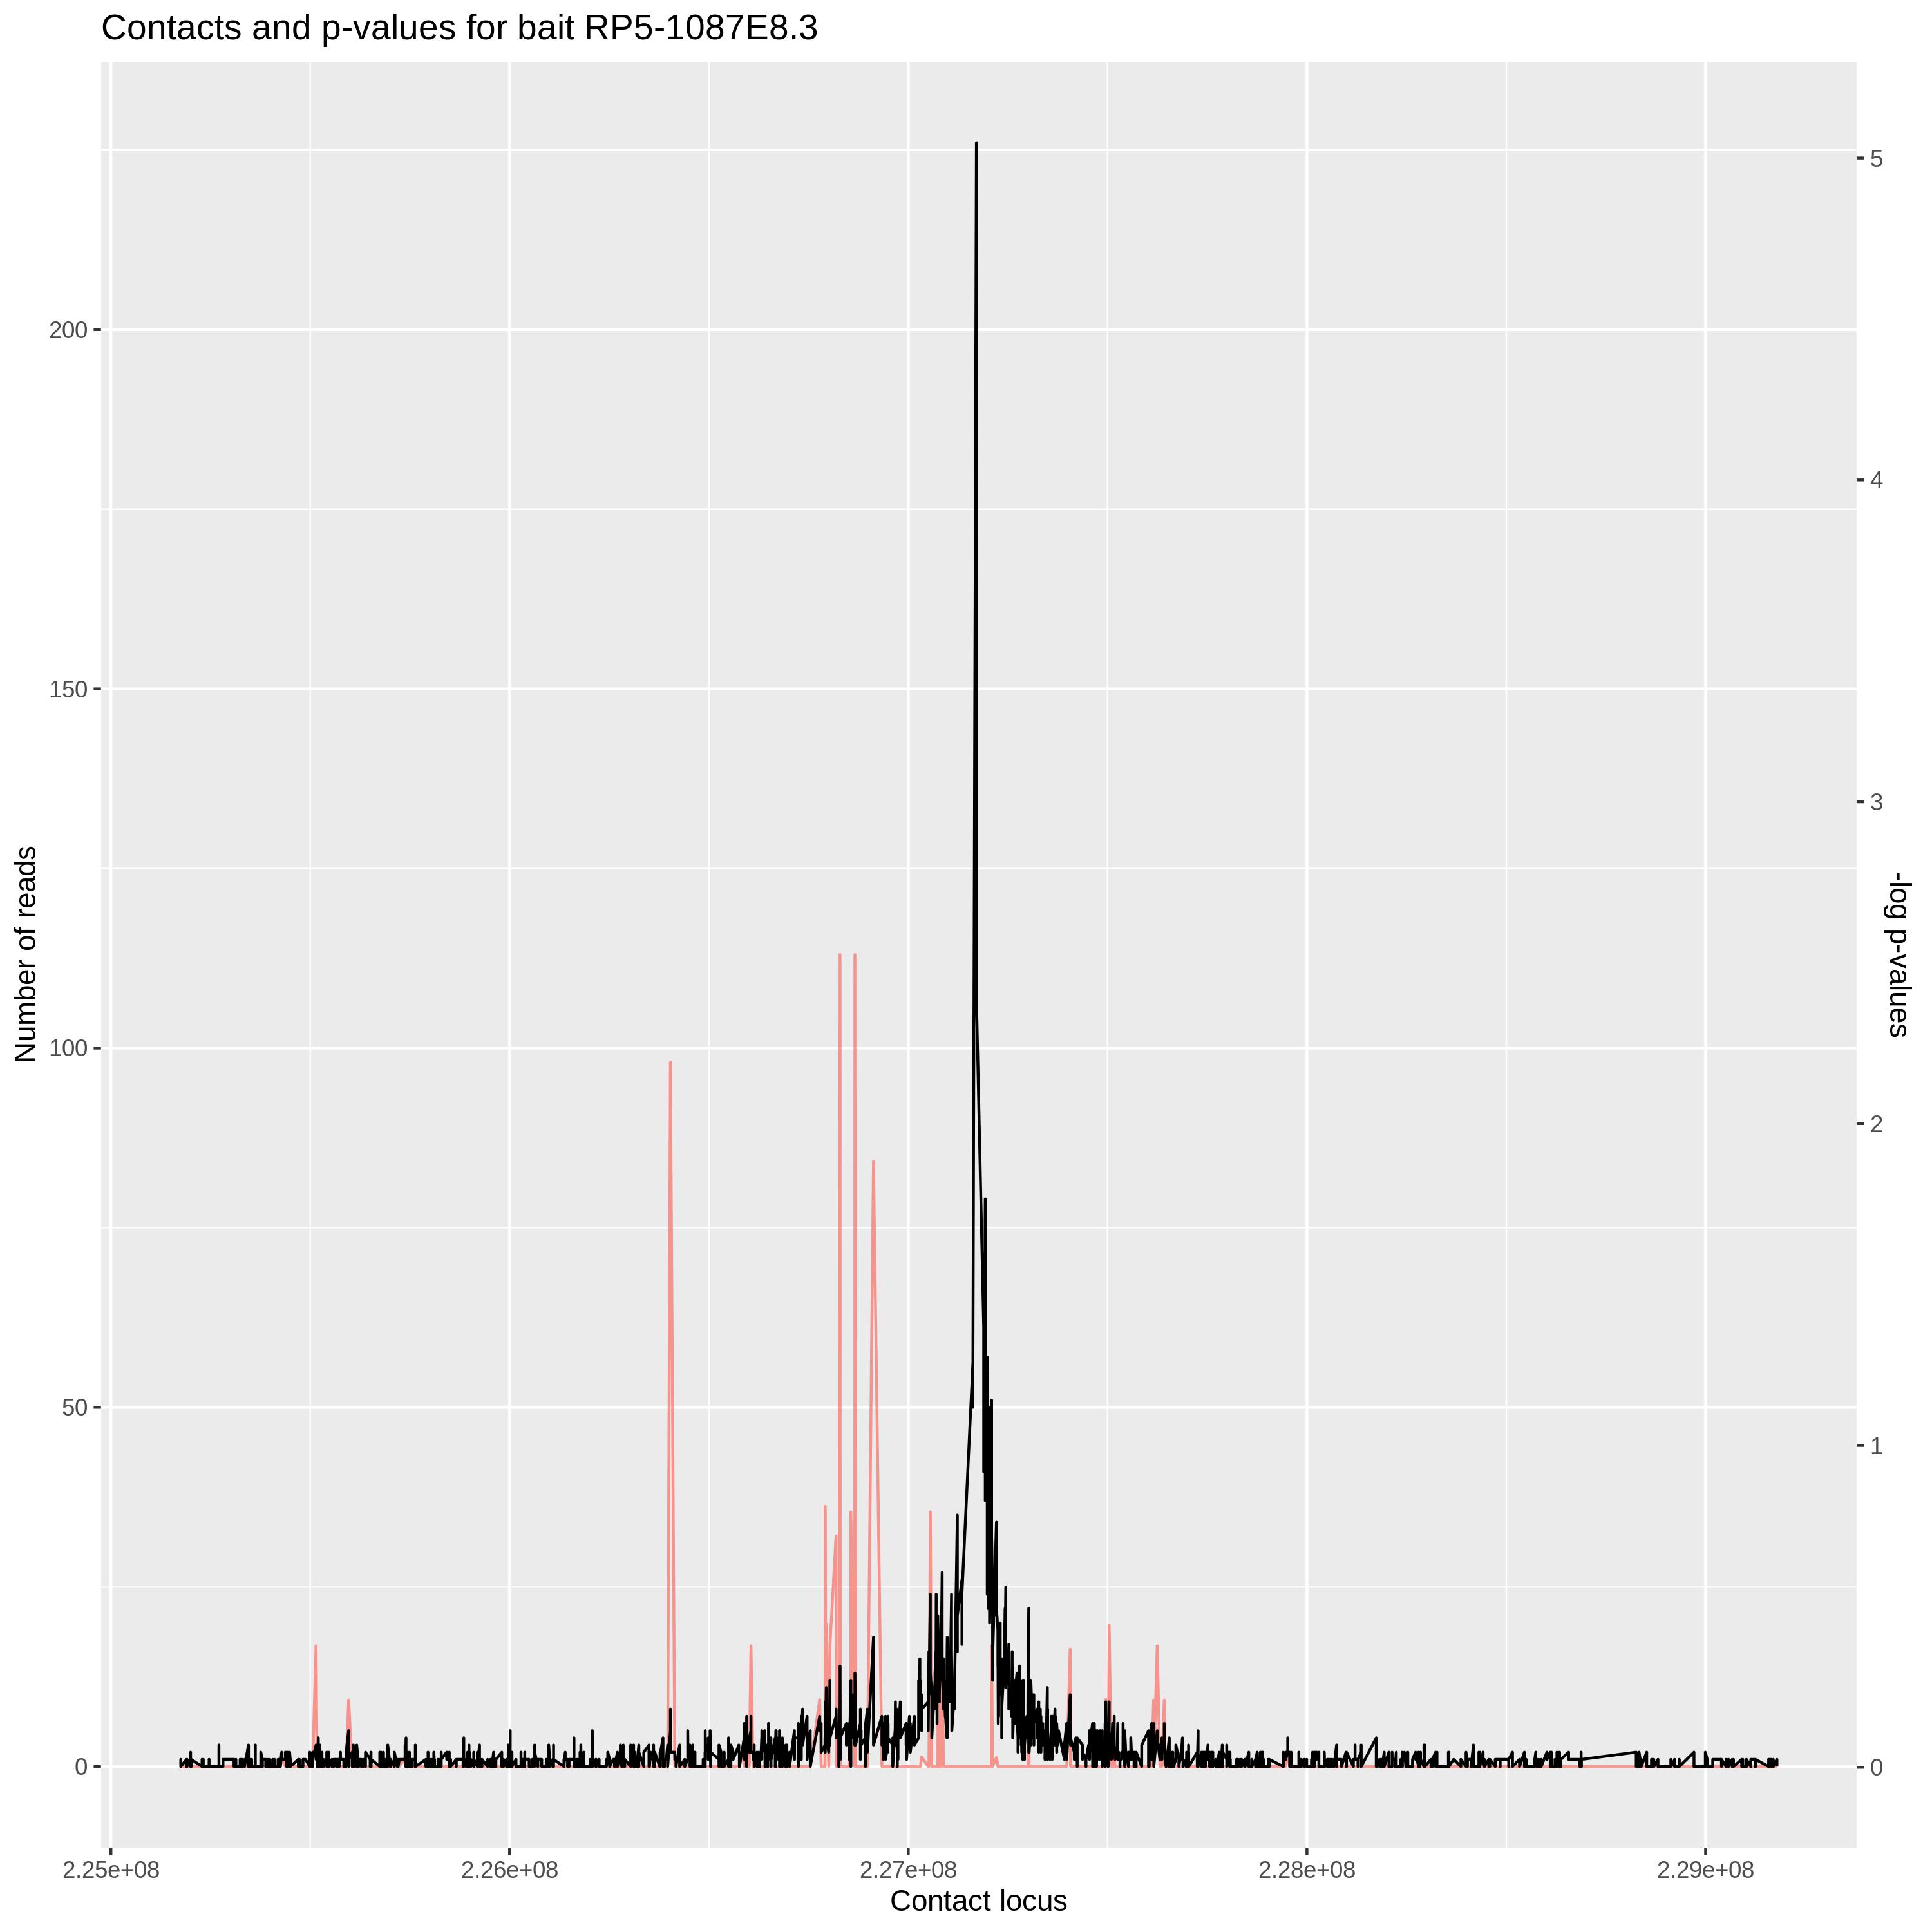 Contacts and p-values for bait RP5-1087E8.3
Number of reads
200
150
100
50
0
5
4
3
2
1
0
-log p-values
2.25e+08
2.26e+08
2.27e+08
2.28e+08
2.29e+08
Contact locus